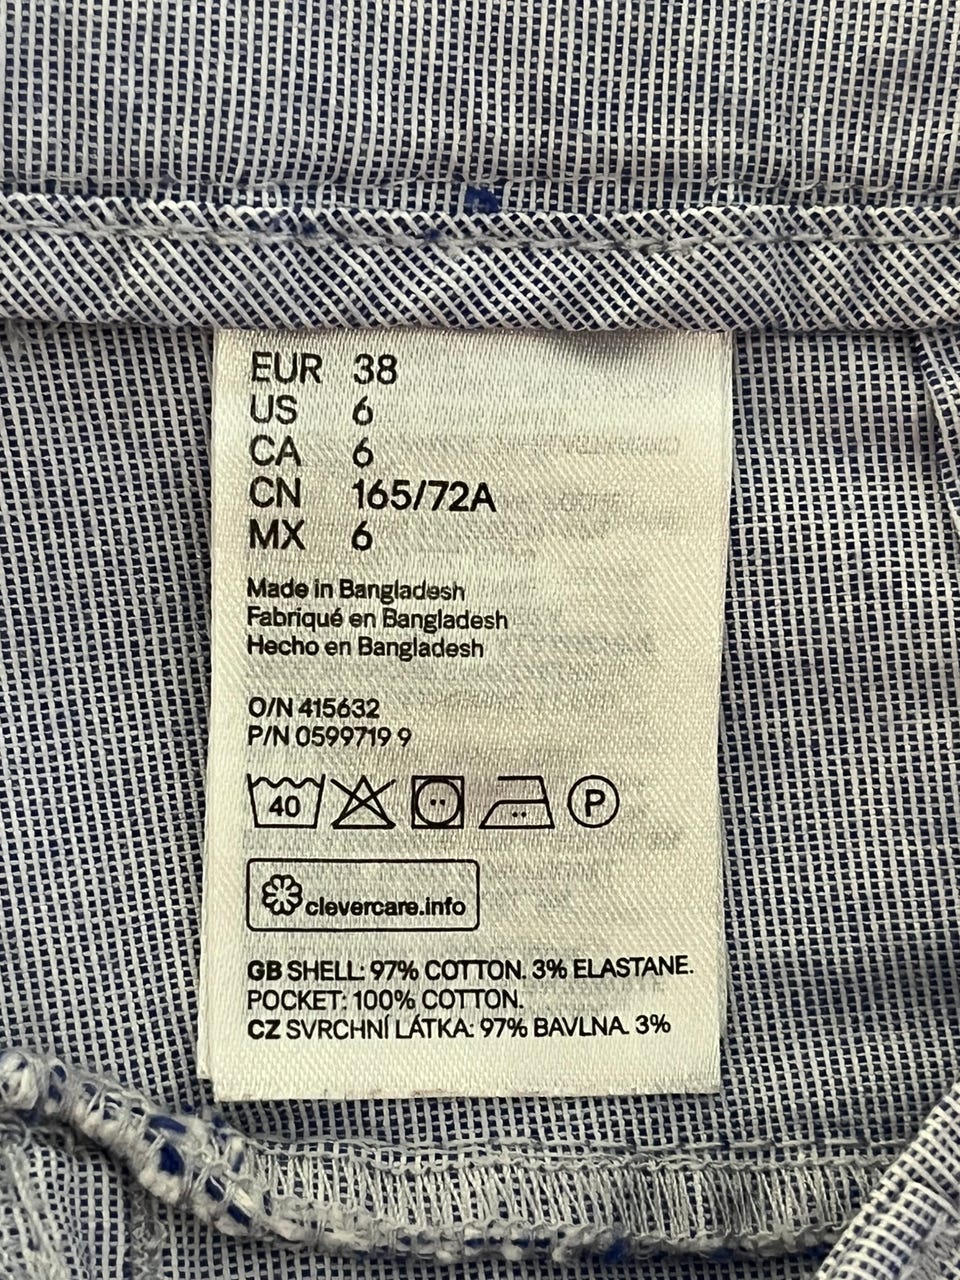 EUR 38
US 6
CA 6
CN 165/72A
MX 6
Made in Bangladesh
Fabriqué en Bangladesh
Hecho en Bangladesh
O/N 415632
P/N 0599719 9
40 P
clevercare.info
GB SHELL: 97% COTTON. 3% ELASTANE.
POCKET: 100% COTTON.
CZ SVRCHNÍ LÁTKA: 97% BAVLNA. 3%